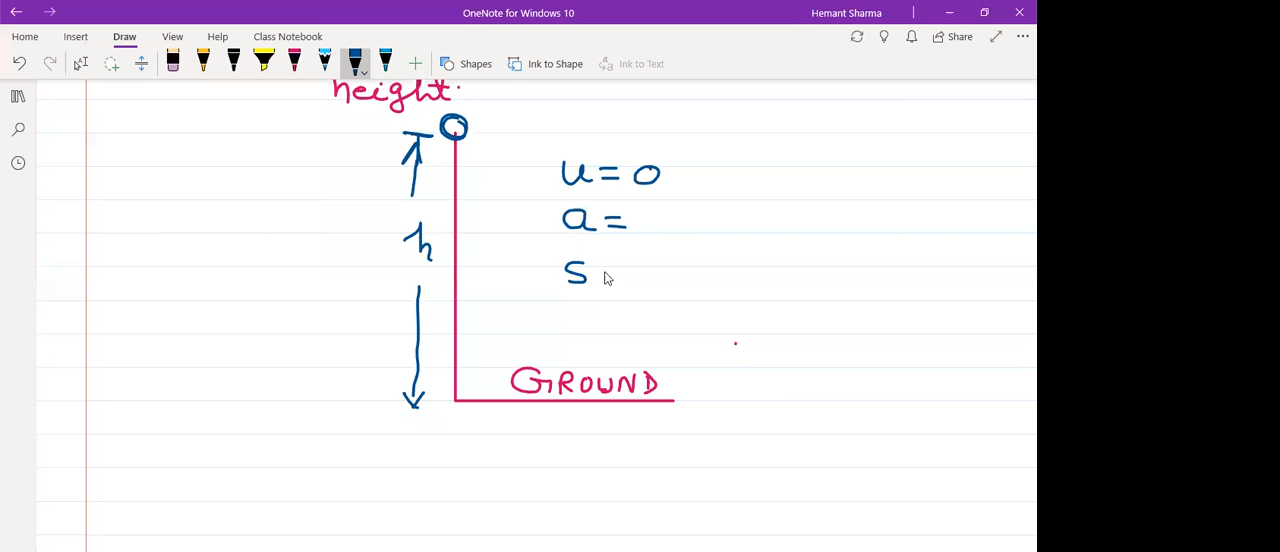 OneNote for Windows 10
Hemant Sharma
Home Insert Draw View Help Class Notebook Share
Shapes Ink to Shape Ink to Text
height.
u = 0
a =
h
S
GROUND